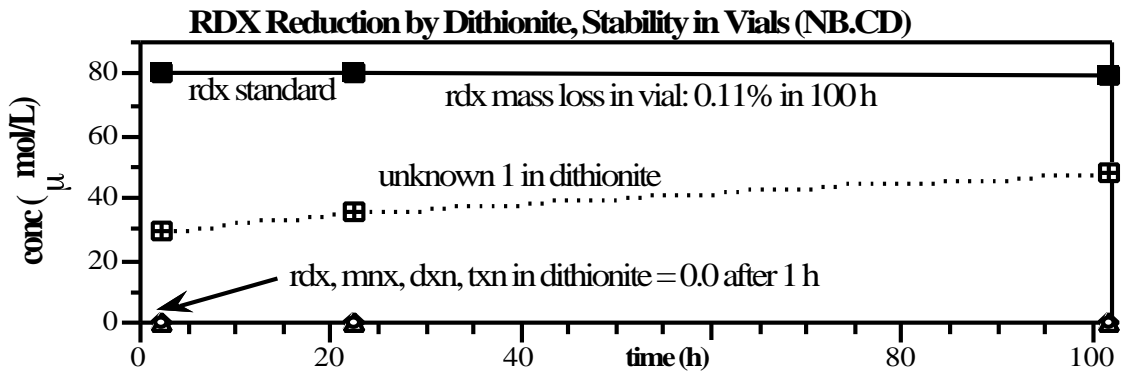 RDX Reduction by Dithionite, Stability in Vials (NB.CD)
80
rdx standard
rdx mass loss in vial: 0.11% in 100 h
60
conc ( mol/L)
μ
unknown 1 in dithionite
40
20
rdx, mnx, dxn, txn in dithionite = 0.0 after 1 h
0
0 20 40 time (h) 80 100